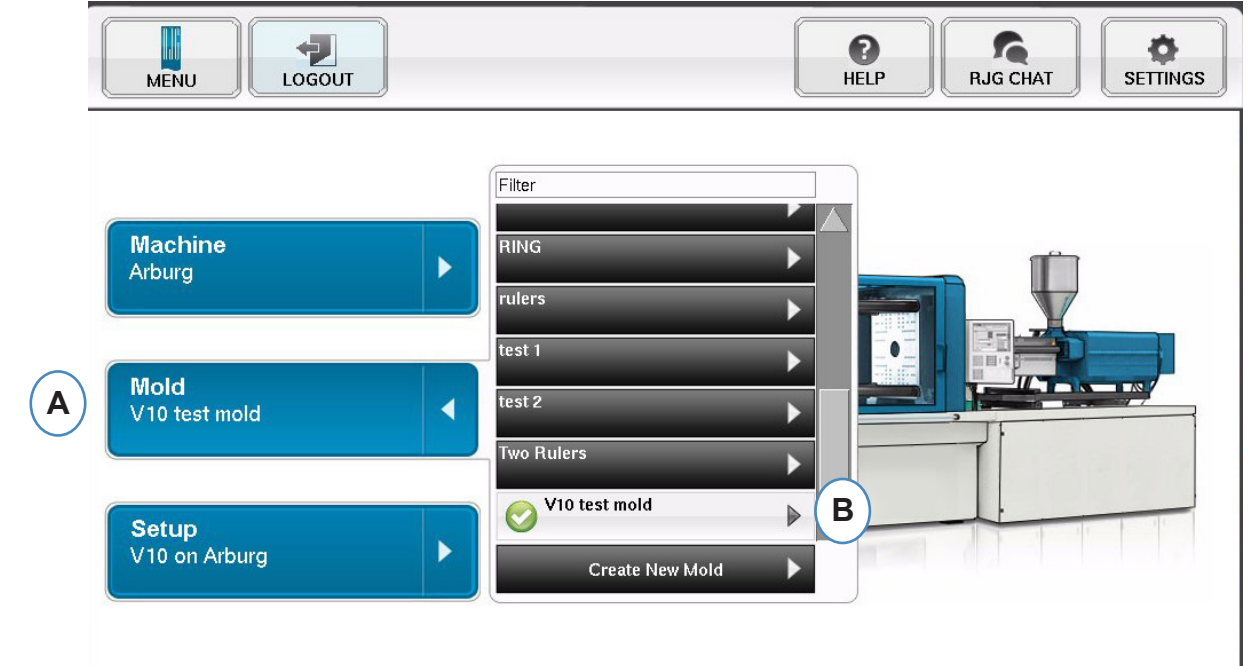 MENU
LOGOUT
HELP
RJG CHAT
SETTINGS
Machine
Arburg
A
Mold
V10 test mold
Setup
V10 on Arburg
Filter
RING
rulers
test 1
test 2
Two Rulers
V10 test mold
B
Create New Mold